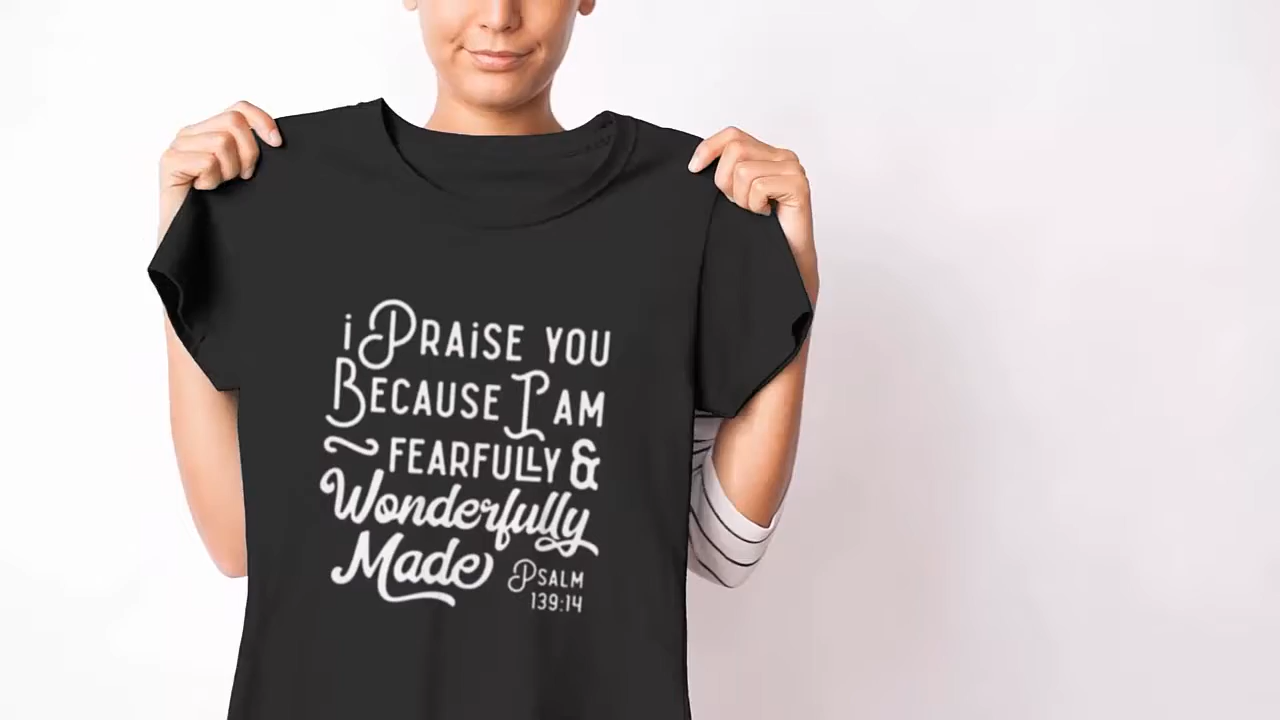 i PRAiSE YOU
BECAUSE I AM
FEARFULLY &
Wonderfully
Made
PSALM
139:14